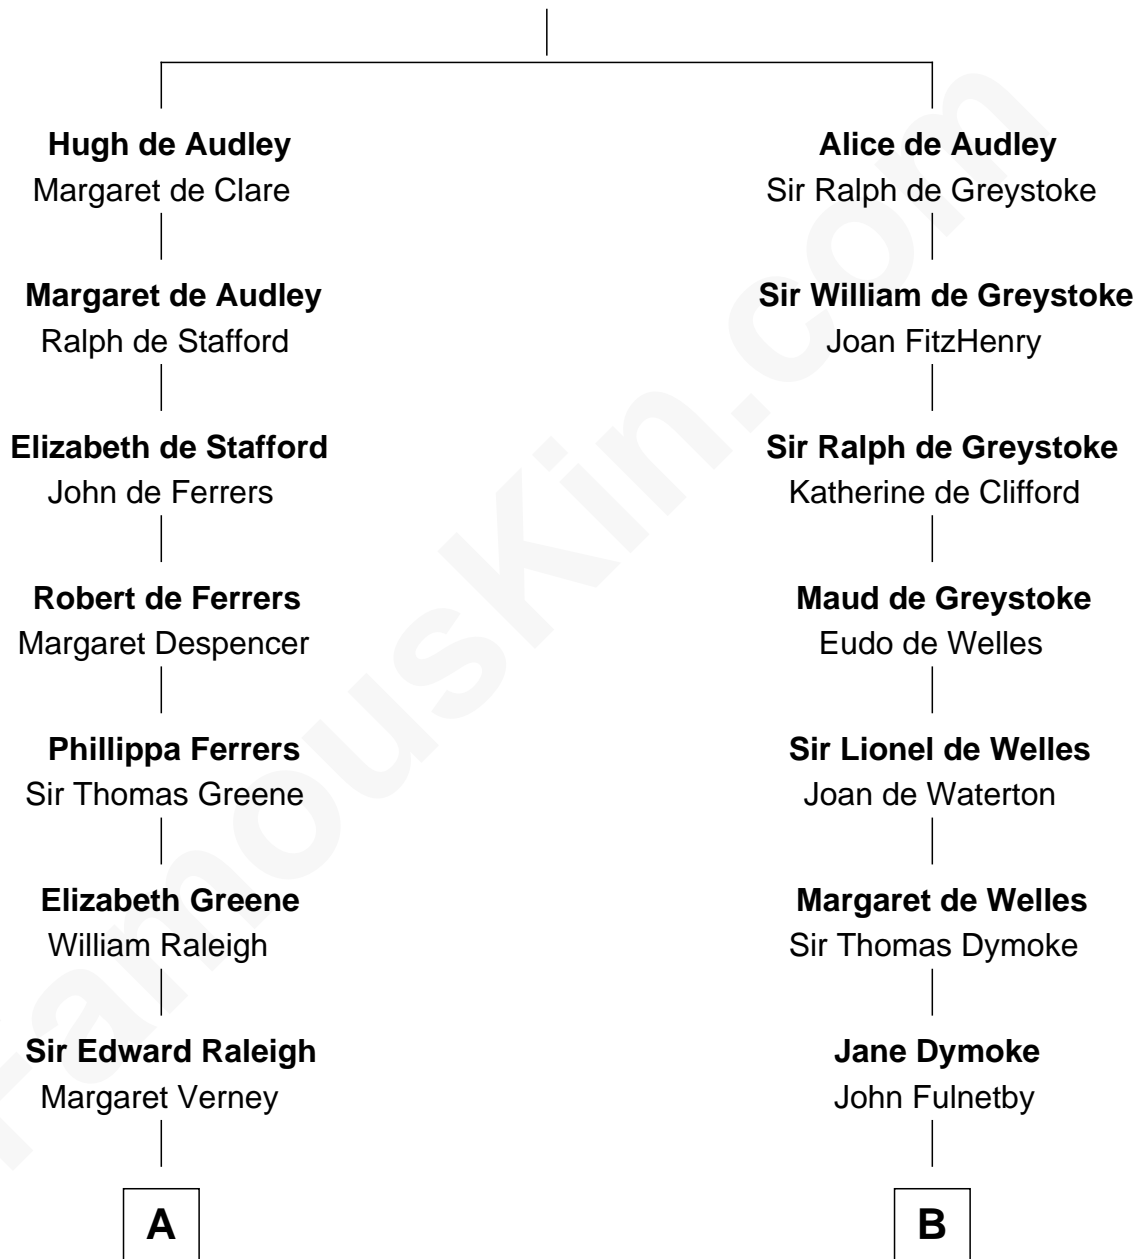 Hugh de Audley
Margaret de Clare
Margaret de Audley
Ralph de Stafford
Elizabeth de Stafford
John de Ferrers
Robert de Ferrers
Margaret Despencer
Phillippa Ferrers
Sir Thomas Greene
Elizabeth Greene
William Raleigh
Sir Edward Raleigh
Margaret Verney
A
Alice de Audley
Sir Ralph de Greystoke
Sir William de Greystoke
Joan FitzHenry
Sir Ralph de Greystoke
Katherine de Clifford
Maud de Greystoke
Eudo de Welles
Sir Lionel de Welles
Joan de Waterton
Margaret de Welles
Sir Thomas Dymoke
Jane Dymoke
John Fulnetby
B
FamousKin.com